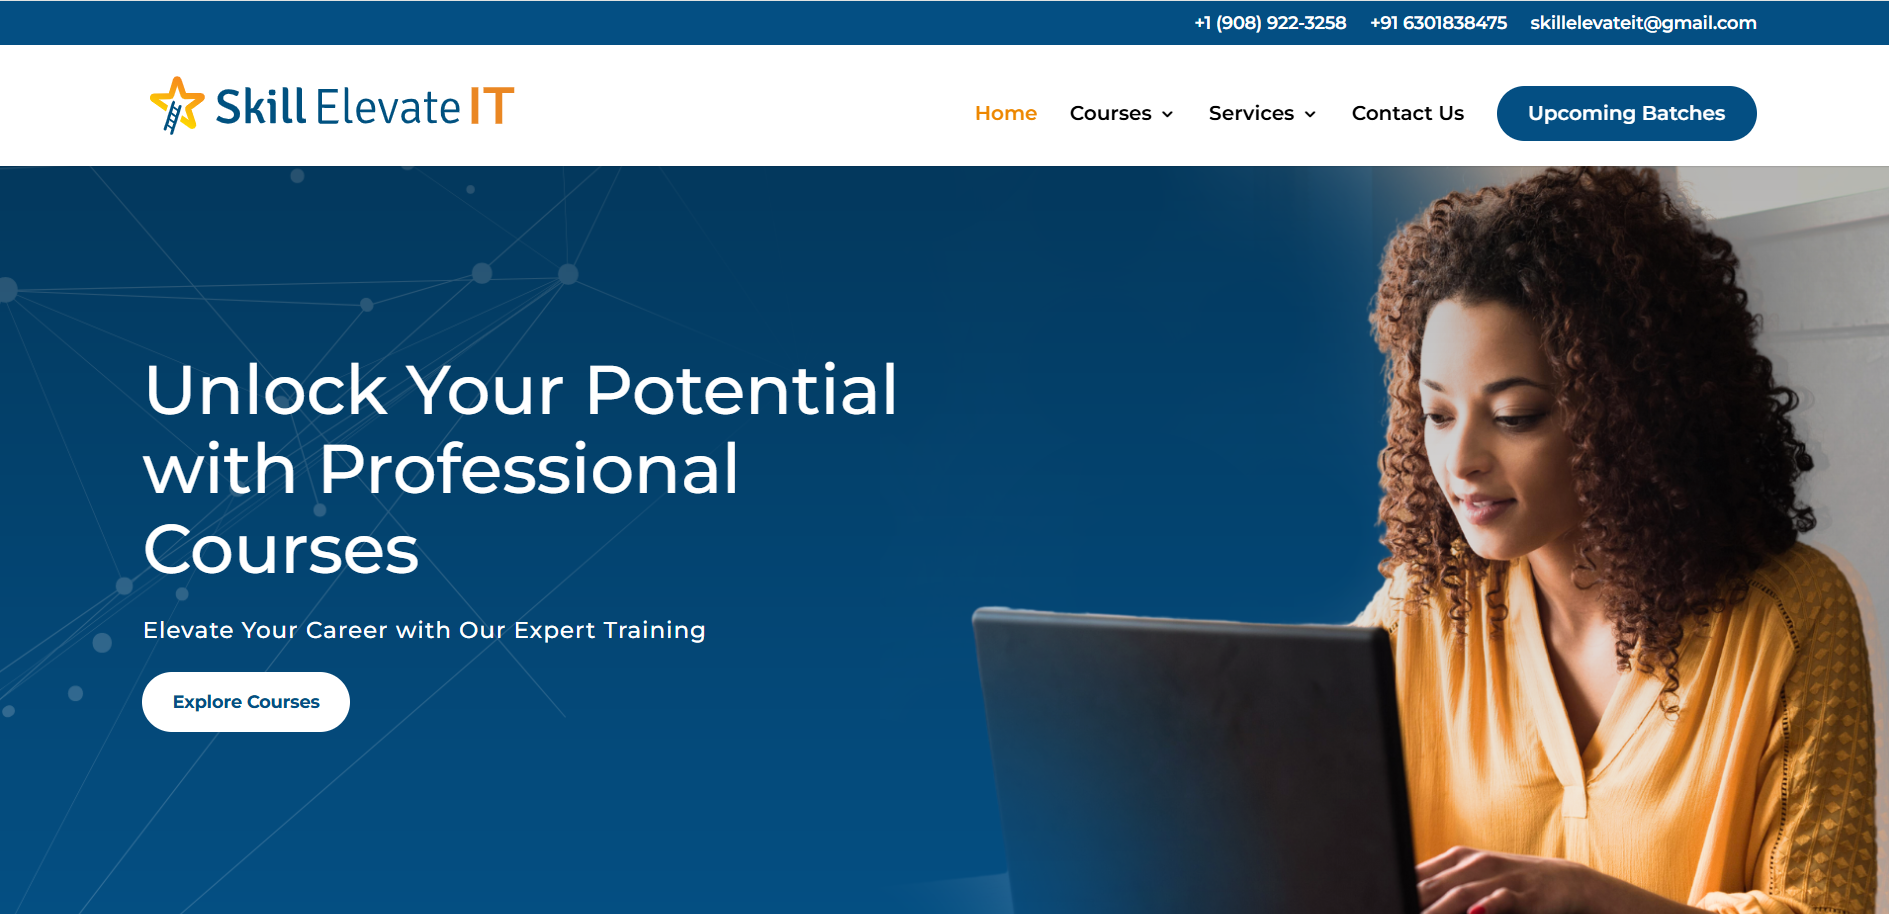 +1 (908) 922-3258 +91 6301838475 skillelevateit@gmail.com
Skill Elevate IT
Home Courses Services Contact Us Upcoming Batches
Unlock Your Potential
with Professional
Courses
Elevate Your Career with Our Expert Training
Explore Courses